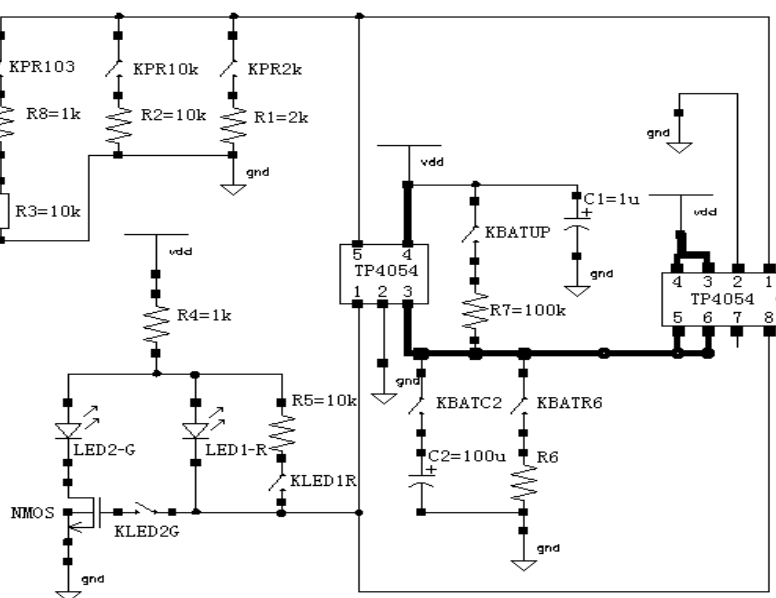 KPR103
KPR10k
KPR2k
R8=1k
R2=10k
R1=2k
gnd
vdd
gnd
R3=10k
C1=1u
vdd
KBATUP
vdd
5 4
TP4054
1 2 3
gnd
4 3 2 1
TP4054
5 6 7 8
R4=1k
R7=100k
gnd
R5=10k
KBATC2
KBATR6
LED2-G
LED1-R
C2=100u
R6
KLED1R
NMOS
KLED2G
gnd
gnd